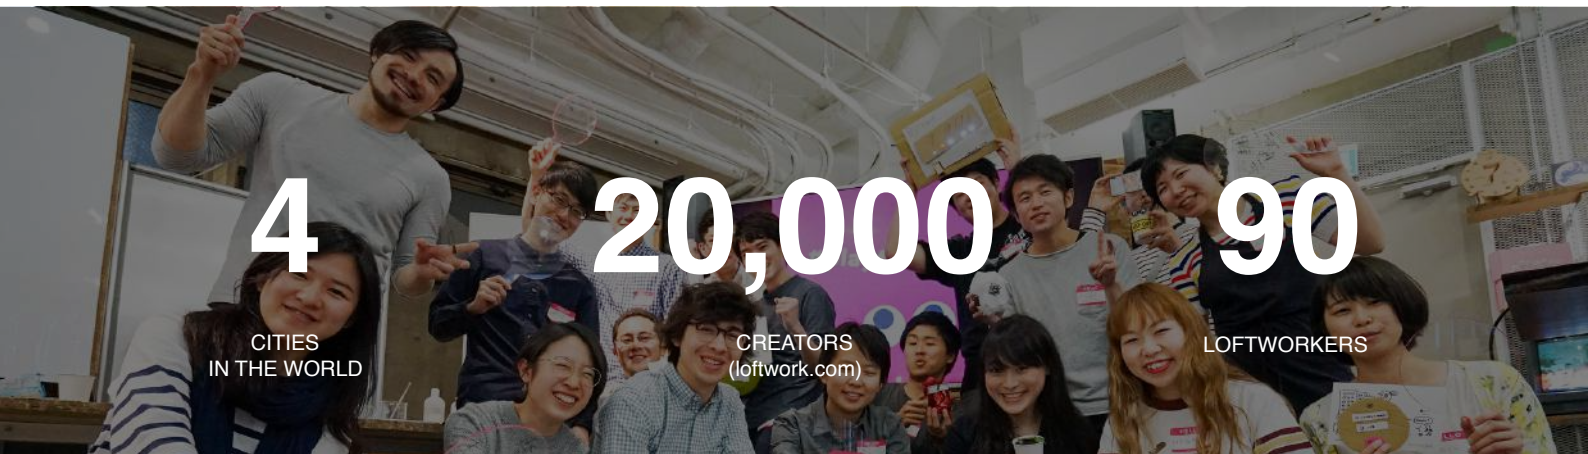 4
CITIES
IN THE WORLD
20,000
CREATORS
(loftwork.com)
90
LOFTWORKERS